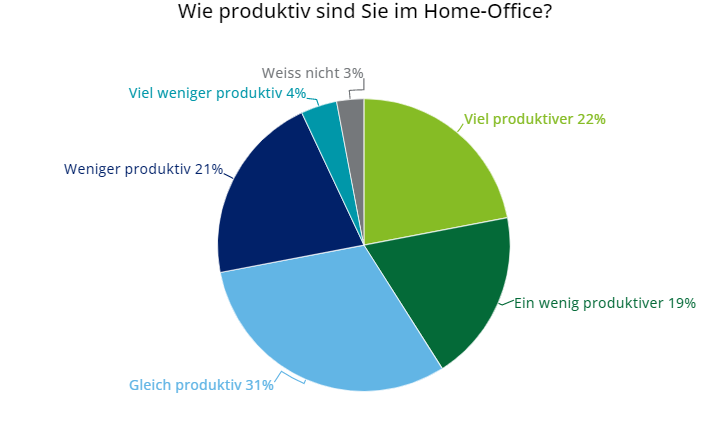 Wie produktiv sind Sie im Home-Office?
Weiss nicht 3%
Viel weniger produktiv 4%
Viel produktiver 22%
Weniger produktiv 21%
Ein wenig produktiver 19%
Gleich produktiv 31%